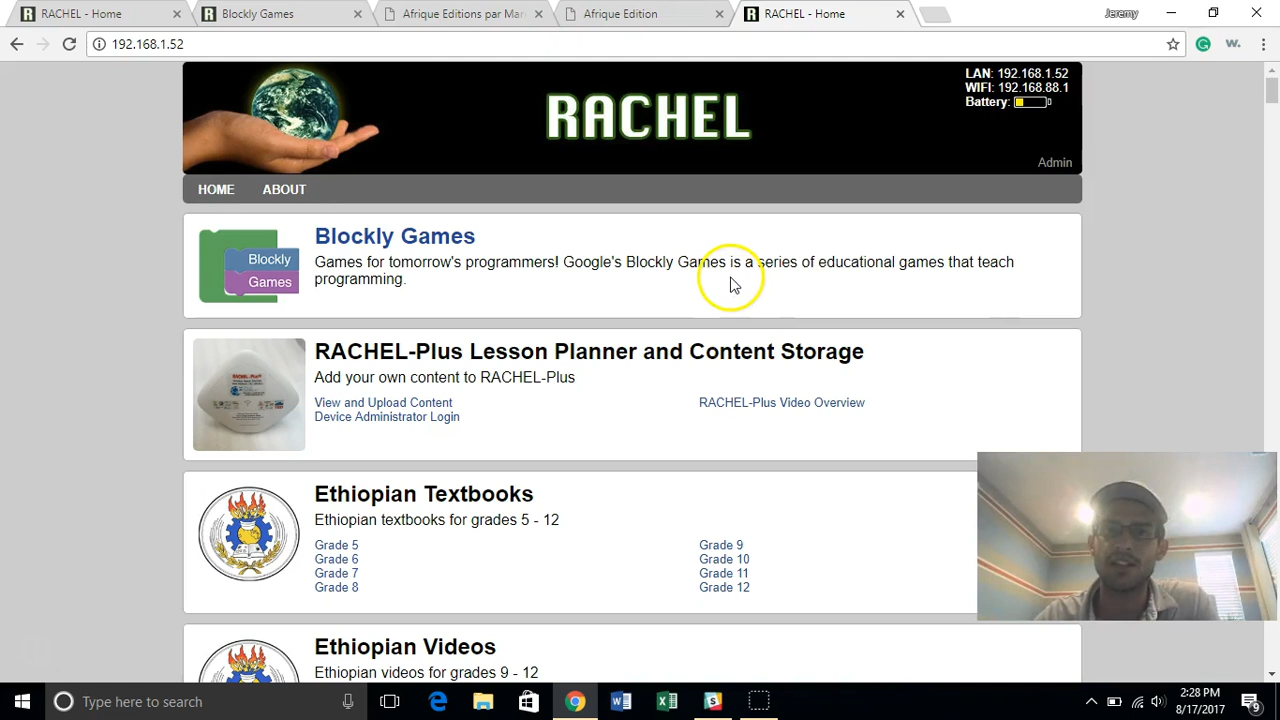 RACHEL - Home
Blockly Games
Afrique Editions par Mar
Afrique Edition
RACHEL - Home
Jeremy
192.168.1.52
RACHEL
LAN: 192.168.1.52
WIFI: 192.168.88.1
Battery:
Admin
HOME ABOUT
Blockly
Games
Blockly Games
Games for tomorrow's programmers! Google's Blockly Games is a series of educational games that teach
programming.
RACHEL-Plus Lesson Planner and Content Storage
Add your own content to RACHEL-Plus
View and Upload Content
Device Administrator Login
RACHEL-Plus Video Overview
Ethiopian Textbooks
Ethiopian textbooks for grades 5 - 12
Grade 5
Grade 6
Grade 7
Grade 8
Grade 9
Grade 10
Grade 11
Grade 12
Ethiopian Videos
Ethiopian videos for grades 9 - 12
Type here to search
2:28 PM
8/17/2017